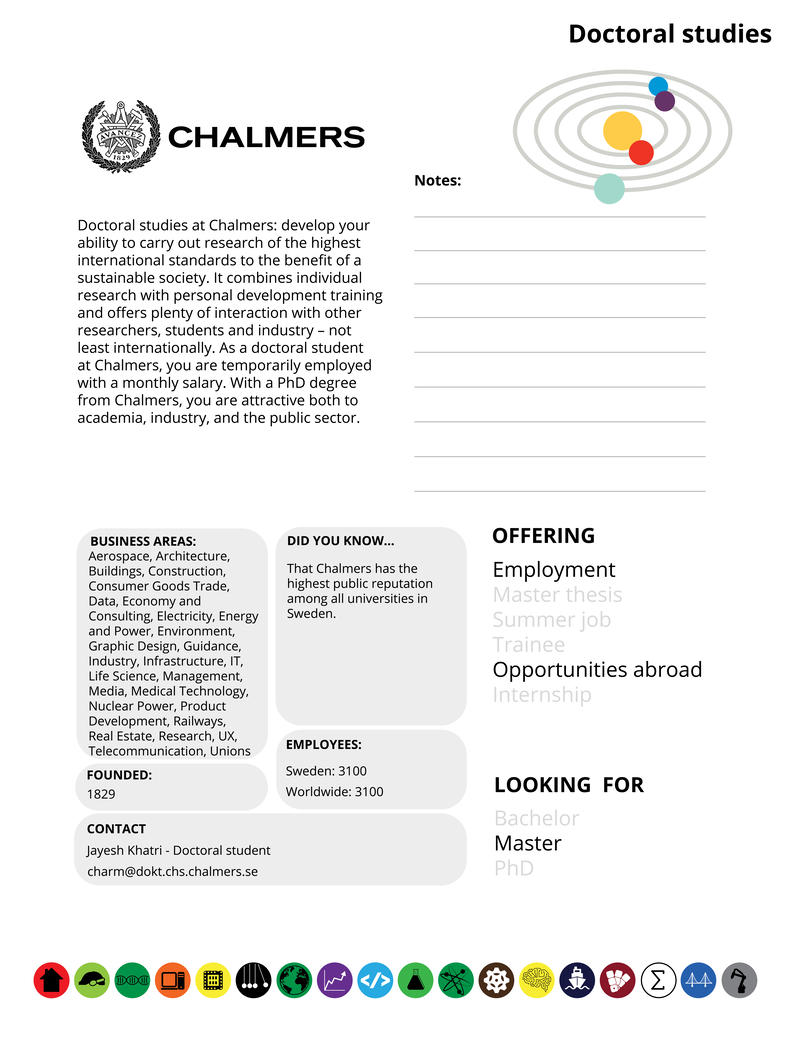 Doctoral studies
AVANCEZ
1829
CHALMERS
Notes:
Doctoral studies at Chalmers: develop your
ability to carry out research of the highest
international standards to the benefit of a
sustainable society. It combines individual
research with personal development training
and offers plenty of interaction with other
researchers, students and industry – not
least internationally. As a doctoral student
at Chalmers, you are temporarily employed
with a monthly salary. With a PhD degree
from Chalmers, you are attractive both to
academia, industry, and the public sector.
BUSINESS AREAS:
Aerospace, Architecture,
Buildings, Construction,
Consumer Goods Trade,
Data, Economy and
Consulting, Electricity, Energy
and Power, Environment,
Graphic Design, Guidance,
Industry, Infrastructure, IT,
Life Science, Management,
Media, Medical Technology,
Nuclear Power, Product
Development, Railways,
Real Estate, Research, UX,
Telecommunication, Unions
FOUNDED:
1829
DID YOU KNOW...
That Chalmers has the
highest public reputation
among all universities in
Sweden.
EMPLOYEES:
Sweden: 3100
Worldwide: 3100
CONTACT
Jayesh Khatri - Doctoral student
charm@dokt.chs.chalmers.se
OFFERING
Employment
Master thesis
Summer job
Trainee
Opportunities abroad
Internship
LOOKING FOR
Bachelor
Master
PhD